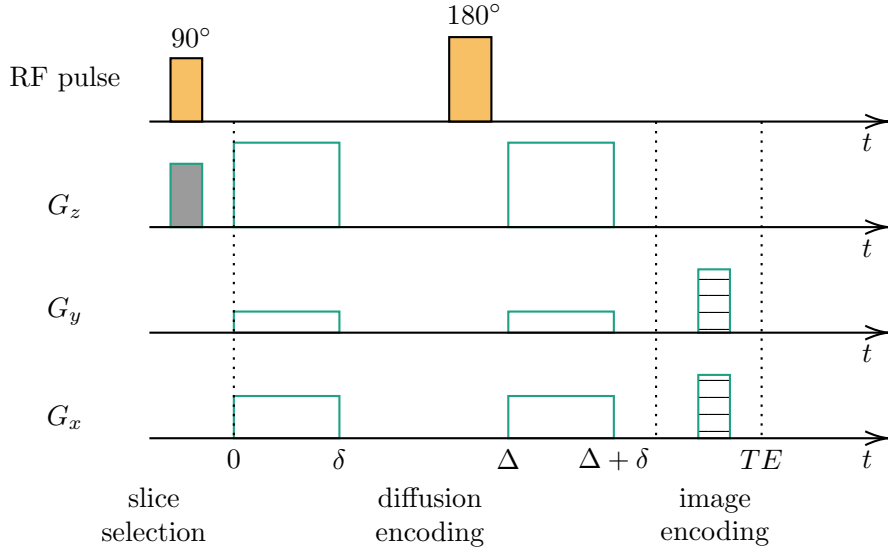 90° 180°
RF pulse
t
G_z
t
G_y
t
G_x
0 δ Δ Δ + δ TE t
slice diffusion image
selection encoding encoding